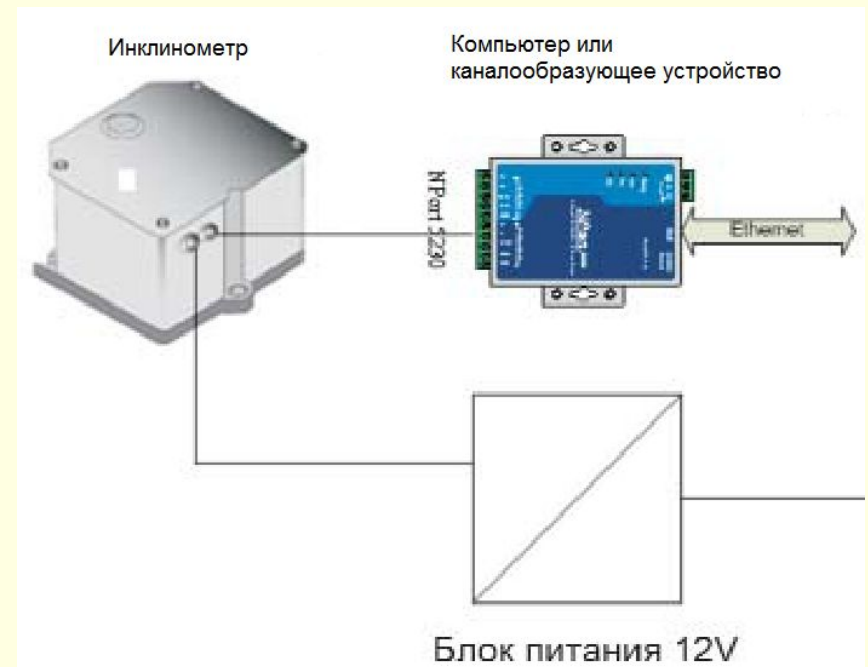 Инклинометр
Компьютер или
каналообразующее устройство
NPort 5230
Ethernet
Блок питания 12V